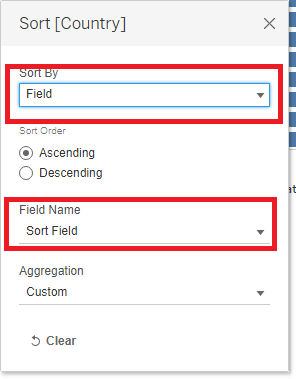 Sort [Country]
Sort By
Field
Sort Order
Ascending
Descending
Field Name
Sort Field
Aggregation
Custom
Clear